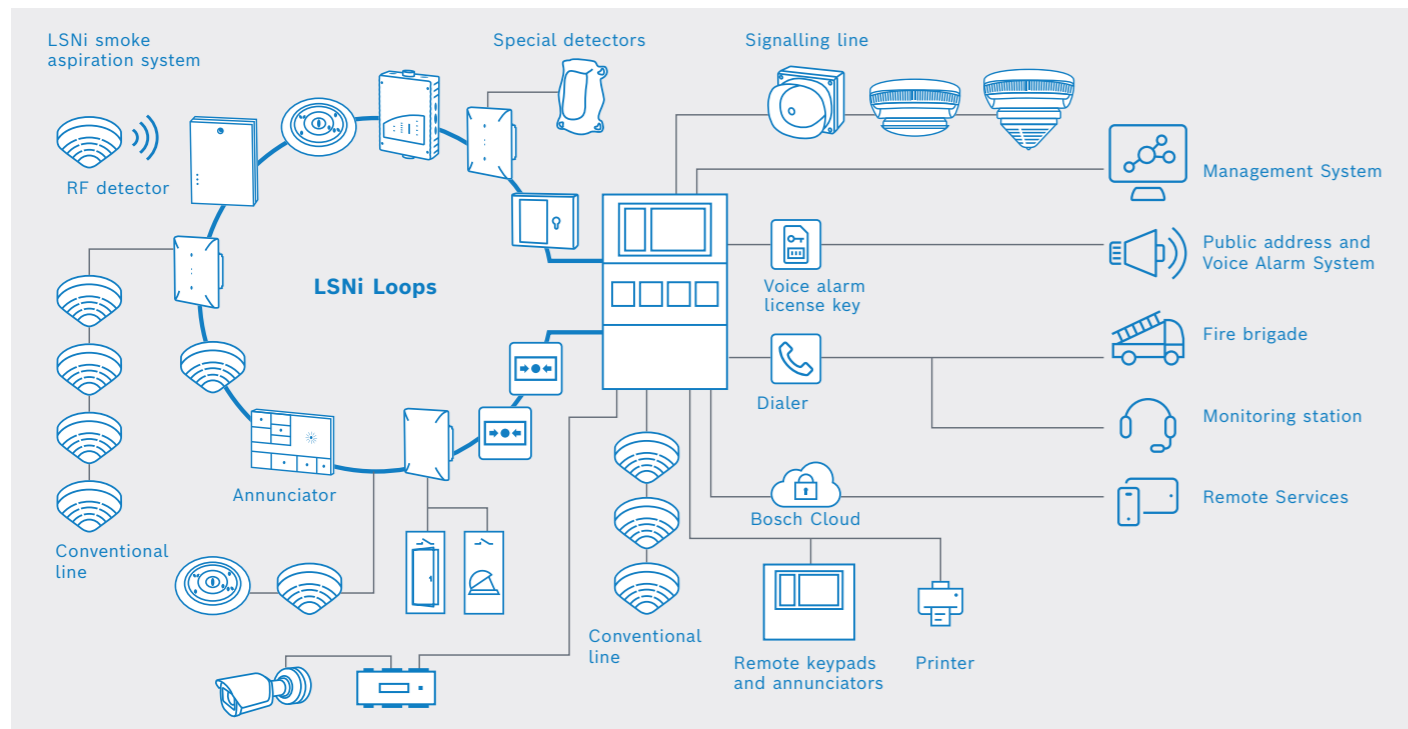 LSNi smoke
aspiration system
Special detectors
Signalling line
RF detector
Management System
LSNi Loops
Voice alarm
license key
Public address and
Voice Alarm System
Fire brigade
Dialer
Monitoring station
Annunciator
Bosch Cloud
Remote Services
Conventional
line
Conventional
line
Remote keypads
and annunciators
Printer